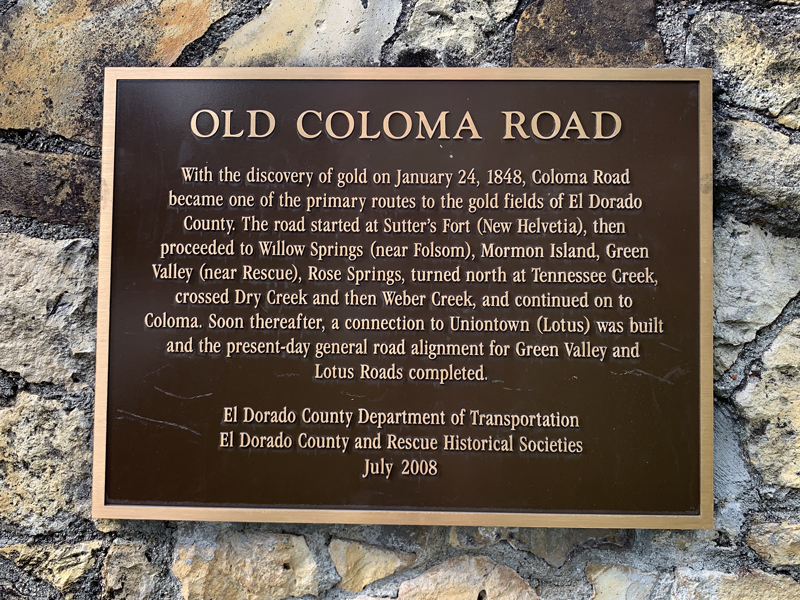 OLD COLOMA ROAD
With the discovery of gold on January 24, 1848, Coloma Road
became one of the primary routes to the gold fields of El Dorado
County. The road started at Sutter's Fort (New Helvetia), then
proceeded to Willow Springs (near Folsom), Mormon Island, Green
Valley (near Rescue), Rose Springs, turned north at Tennessee Creek,
crossed Dry Creek and then Weber Creek, and continued on to
Coloma. Soon thereafter, a connection to Uniontown (Lotus) was built
and the present-day general road alignment for Green Valley and
Lotus Roads completed.
El Dorado County Department of Transportation
El Dorado County and Rescue Historical Societies
July 2008